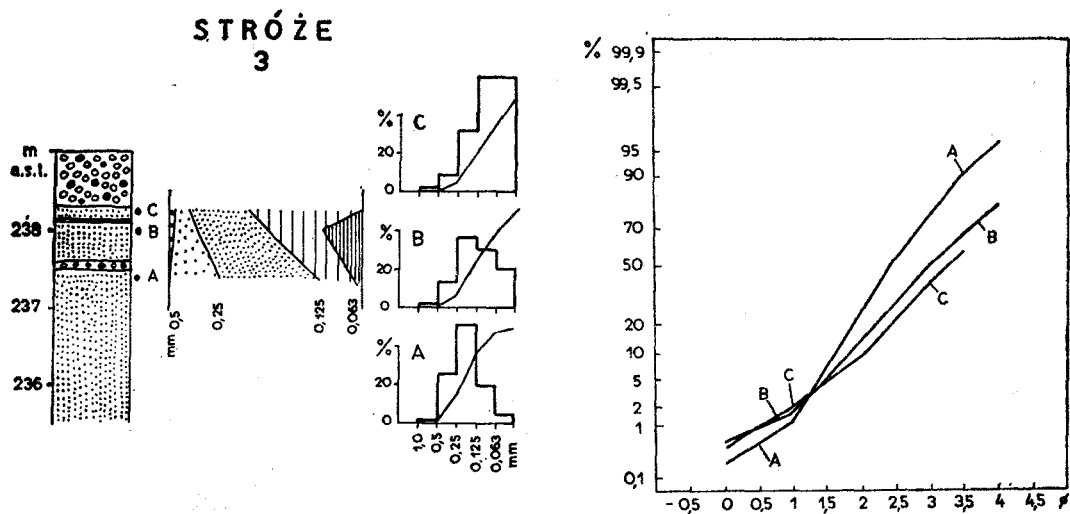 STRÓŻE
3
m
a.s.l.
238
237
236
C
B
A
mm
0,5
0,25
0,125
0,063
%
C
20
0
%
B
20
0
%
A
20
0
1,0
0,5
0,25
0,125
0,063
mm
% 99,9
99,5
95
90
70
50
20
10
5
2
1
0,1
A
B
C
B
C
A
-0,5 0 0,5 1 1,5 2 2,5 3 3,5 4 4,5 ϕ